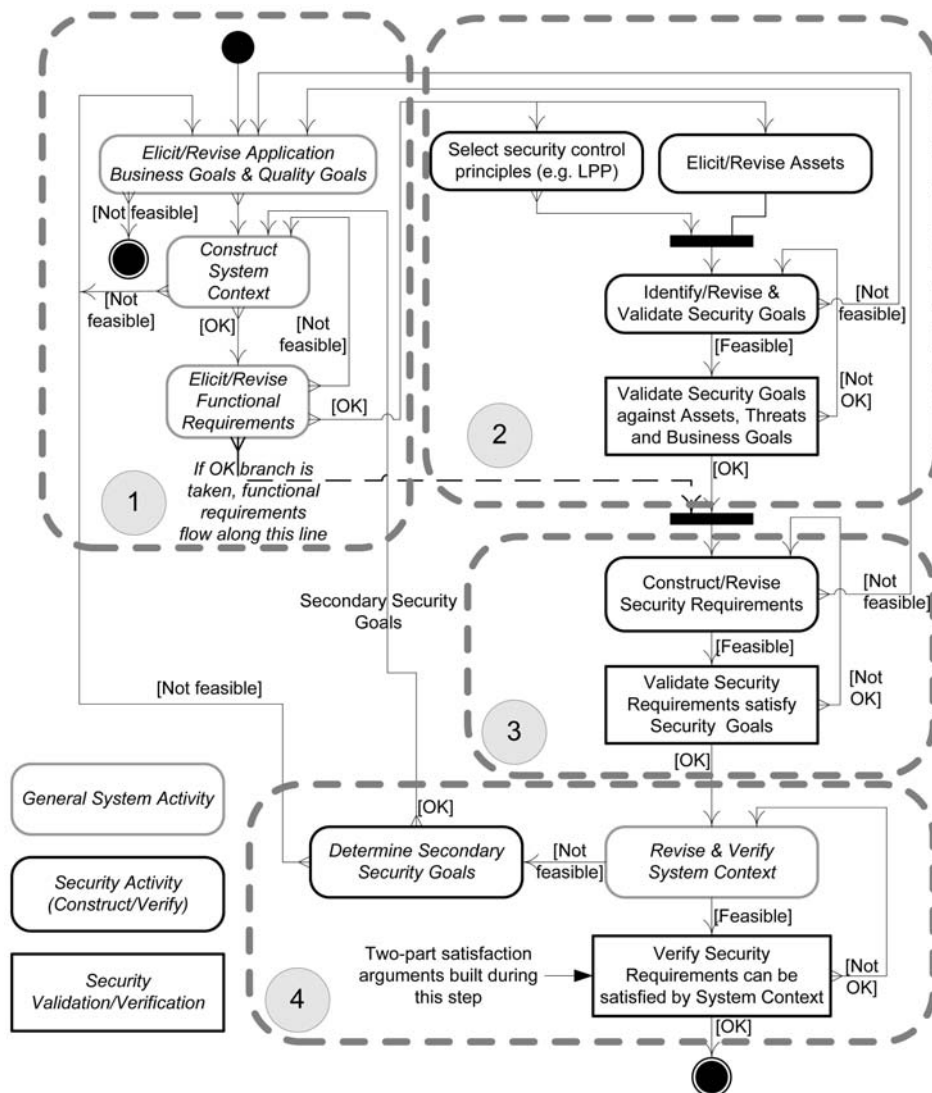 Elicit/Revise Application
Business Goals & Quality Goals
[Not feasible]
Construct
System
Context
[Not
feasible]
[OK]
[Not
feasible]
Elicit/Revise
Functional
Requirements
[OK]
If OK branch is
taken, functional
requirements
flow along this line
1
Select security control
principles (e.g. LPP)
Elicit/Revise Assets
Identify/Revise &
Validate Security Goals
[Not
feasible]
[Feasible]
Validate Security Goals
against Assets, Threats
and Business Goals
[Not
OK]
[OK]
2
Construct/Revise
Security Requirements
[Not
feasible]
[Feasible]
Validate Security
Requirements satisfy
Security Goals
[Not
OK]
[OK]
3
Secondary Security
Goals
[Not feasible]
[OK]
Determine Secondary
Security Goals
[Not
feasible]
Revise & Verify
System Context
[Feasible]
Two-part satisfaction
arguments built during
this step
Verify Security
Requirements can be
satisfied by System Context
[Not
OK]
[OK]
4
General System Activity
Security Activity
(Construct/Verify)
Security
Validation/Verification